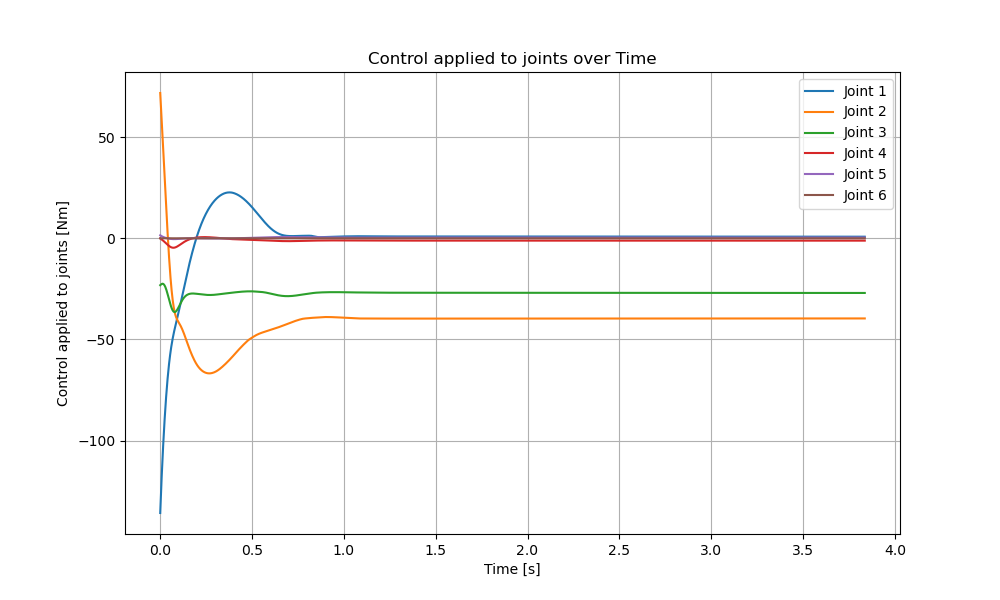 Control applied to joints over Time
Control applied to joints [Nm]
50
0
−50
−100
0.0 0.5 1.0 1.5 2.0 2.5 3.0 3.5 4.0
Time [s]
Joint 1
Joint 2
Joint 3
Joint 4
Joint 5
Joint 6